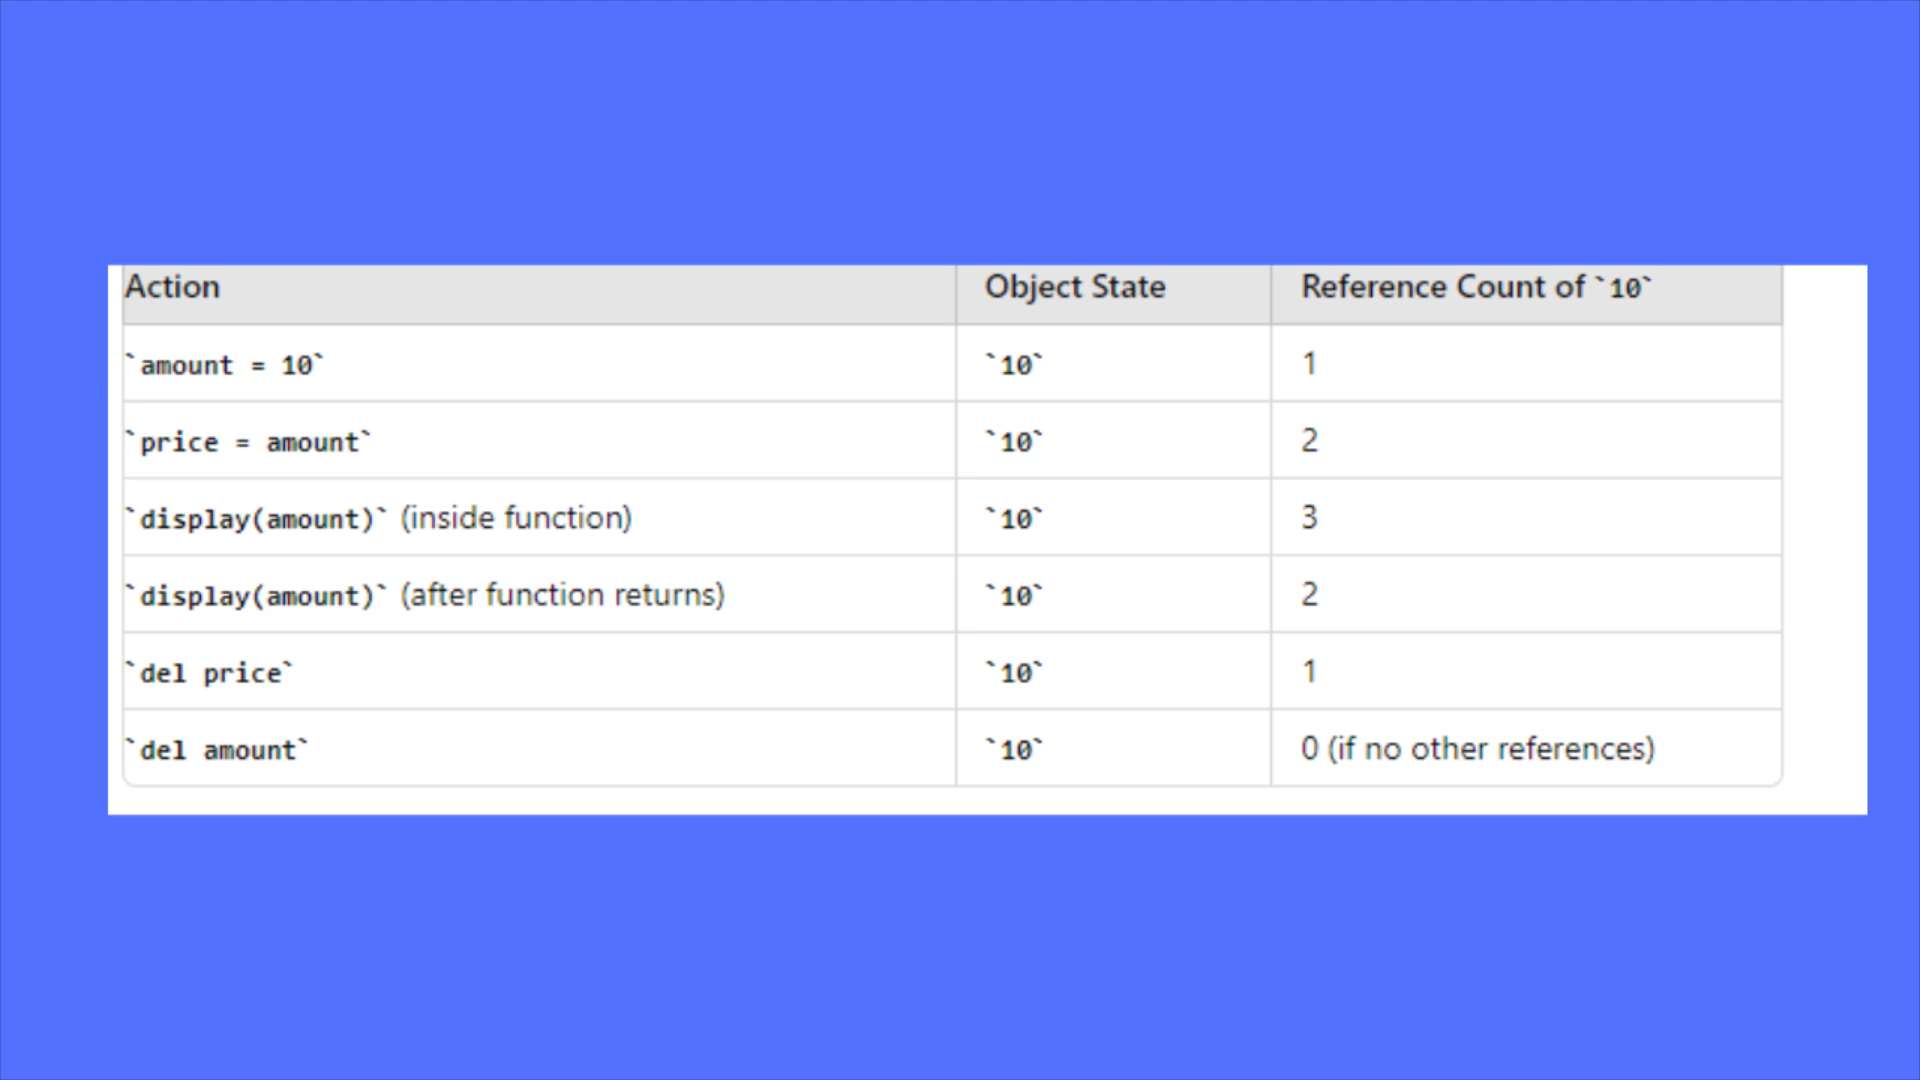 Action Object State Reference Count of `10`
`amount = 10` `10` 1
`price = amount` `10` 2
`display(amount)` (inside function) `10` 3
`display(amount)` (after function returns) `10` 2
`del price` `10` 1
`del amount` `10` 0 (if no other references)